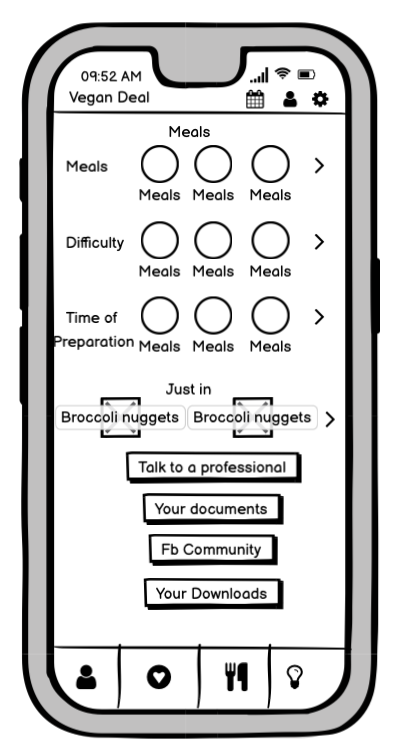 09:52 AM
Vegan Deal
Meals
Meals
Meals Meals Meals
Difficulty
Meals Meals Meals
Time of
Preparation
Meals Meals Meals
Just in
Broccoli nuggets Broccoli nuggets
Talk to a professional
Your documents
Fb Community
Your Downloads